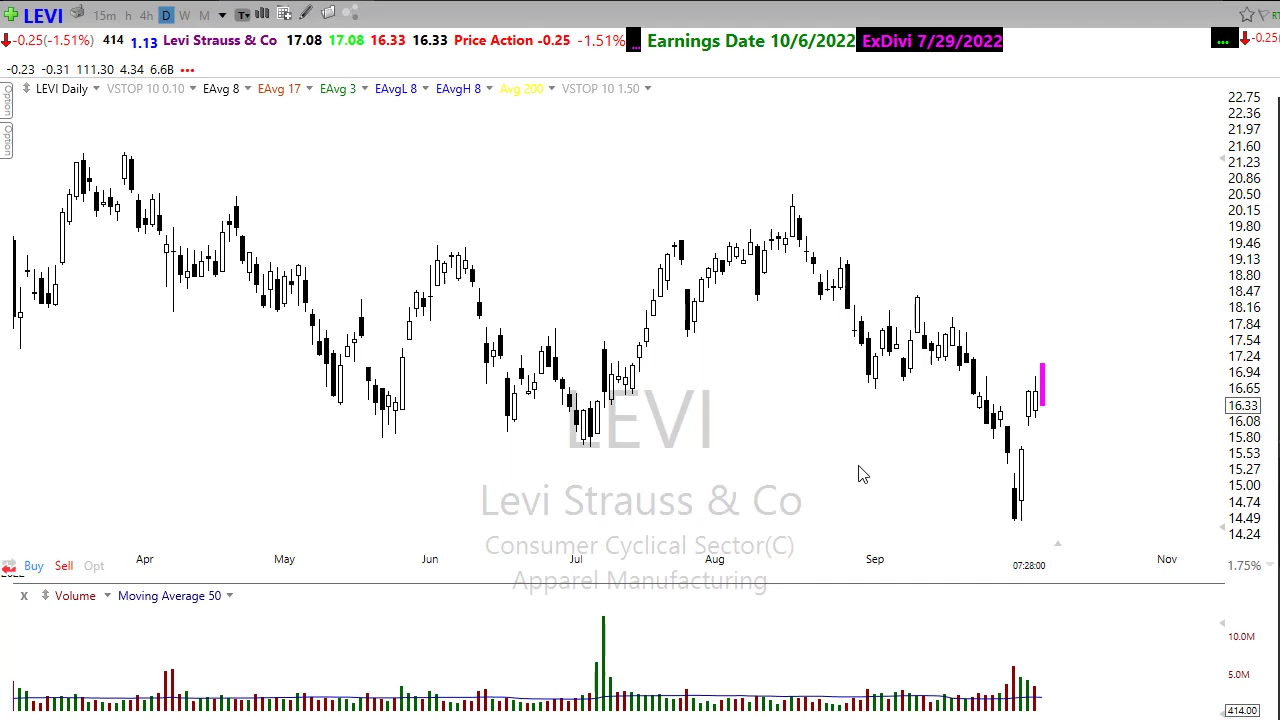 LEVI 15m h 4h D W M T
-0.25(-1.51%) 414 1.13 Levi Strauss & Co 17.08 17.08 16.33 16.33 Price Action -0.25 -1.51% ... Earnings Date 10/6/2022 ExDivi 7/29/2022 ... -0.25(
-0.23 -0.31 111.30 4.34 6.6B •••
LEVI Daily VSTOP 10 0.10 EAvg 8 EAvg 17 EAvg 3 EAvgL 8 EAvgH 8 Avg 200 VSTOP 10 1.50
Option
Option
22.75
22.36
21.97
21.60
21.23
20.86
20.50
20.15
19.80
19.46
19.13
18.80
18.47
18.16
17.84
17.54
17.24
16.94
16.65
16.33
16.08
15.80
15.53
15.27
15.00
14.74
14.49
14.24
LEVI
Levi Strauss & Co
Consumer Cyclical Sector(C)
Apparel Manufacturing
Apr May Jun Jul Aug Sep 07:28:00 Nov
Buy Sell Opt 1.75%
X Volume Moving Average 50
10.0M
5.0M
414.00